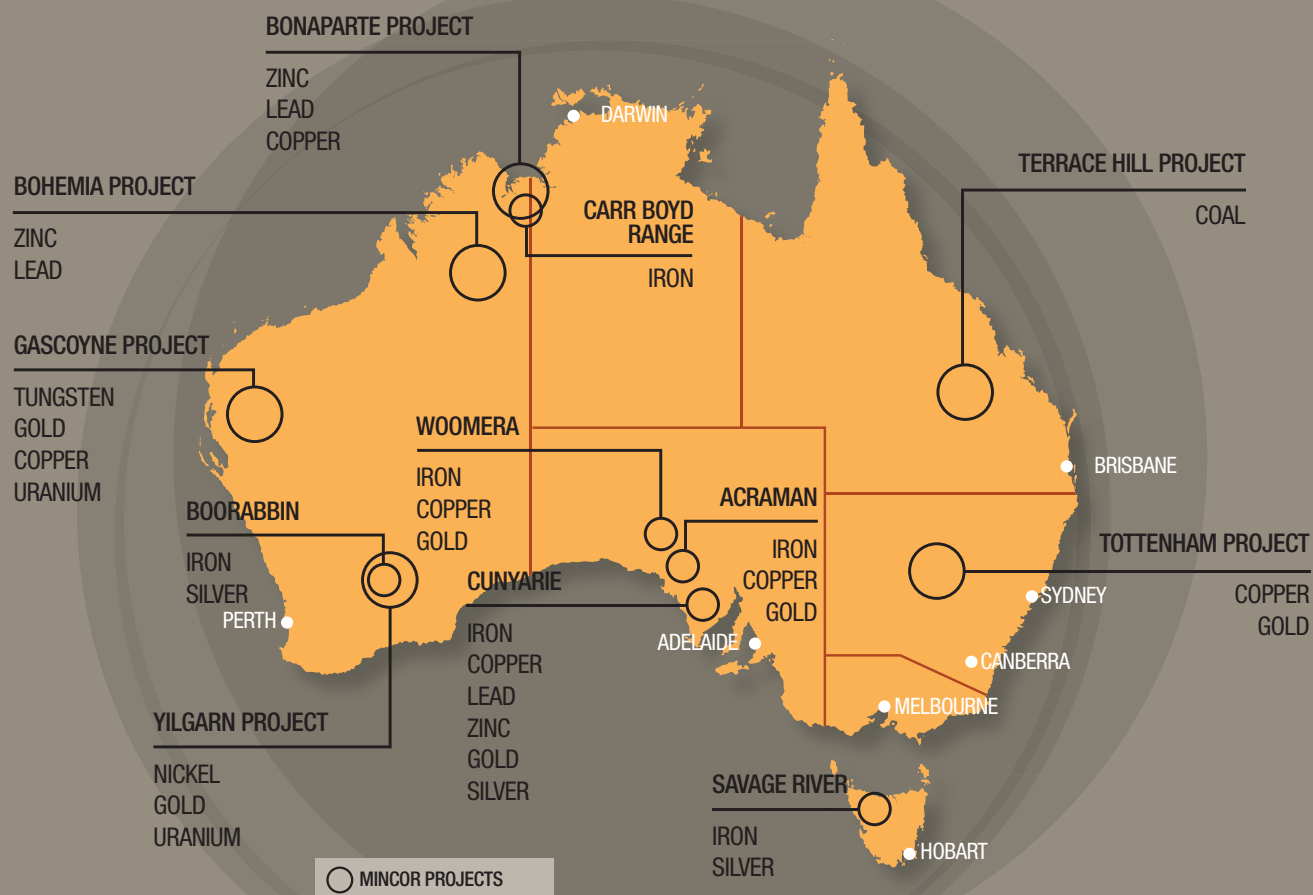 BONAPARTE PROJECT
ZINC
LEAD
COPPER
DARWIN
BOHEMIA PROJECT
ZINC
LEAD
CARR BOYD
RANGE
IRON
TERRACE HILL PROJECT
COAL
GASCOYNE PROJECT
TUNGSTEN
GOLD
COPPER
URANIUM
WOOMERA
IRON
COPPER
GOLD
BRISBANE
BOORABBIN
IRON
SILVER
ACRAMAN
IRON
COPPER
GOLD
TOTTENHAM PROJECT
COPPER
GOLD
CUNYARIE
IRON
COPPER
LEAD
ZINC
GOLD
SILVER
SYDNEY
PERTH
ADELAIDE
CANBERRA
MELBOURNE
YILGARN PROJECT
NICKEL
GOLD
URANIUM
SAVAGE RIVER
IRON
SILVER
HOBART
MINCOR PROJECTS